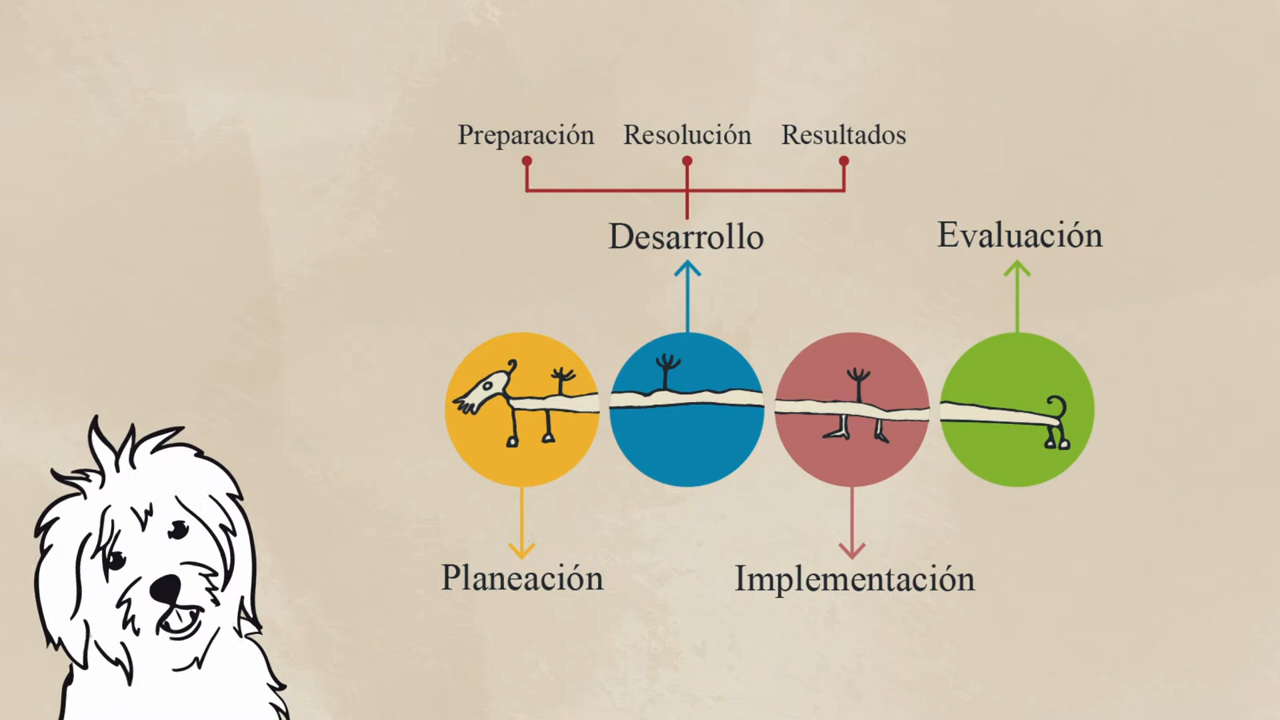 Preparación Resolución Resultados
Desarrollo
Evaluación
Planeación
Implementación